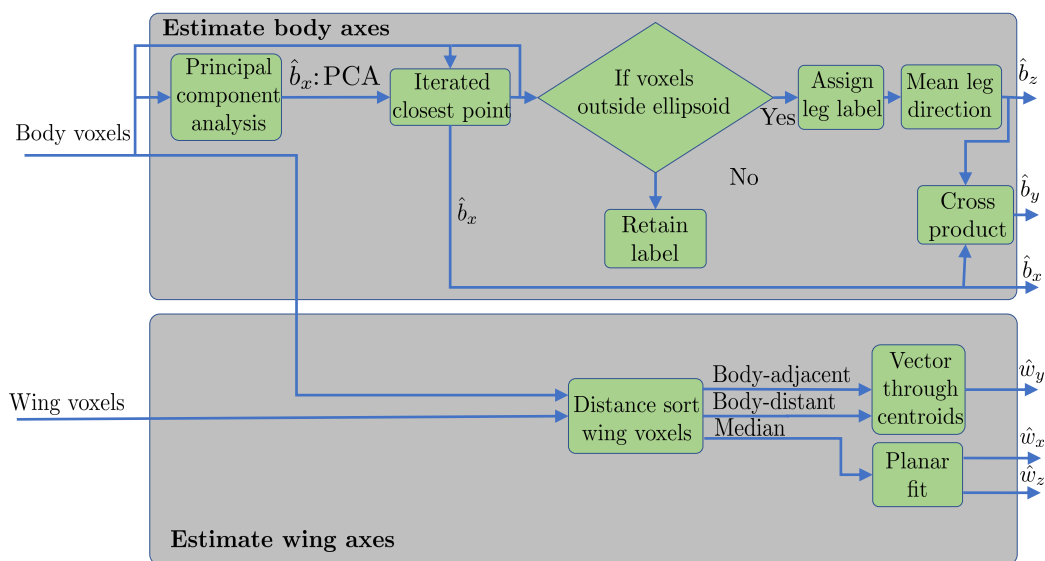 Estimate body axes
Body voxels
Principal
component
analysis
b̂x:PCA
Iterated
closest point
If voxels
outside ellipsoid
Yes
No
Assign
leg label
Mean leg
direction
b̂z
Retain
label
b̂x
Cross
product
b̂y
b̂x
Wing voxels
Distance sort
wing voxels
Body-adjacent
Body-distant
Median
Vector
through
centroids
ŵy
Planar
fit
ŵx
ŵz
Estimate wing axes